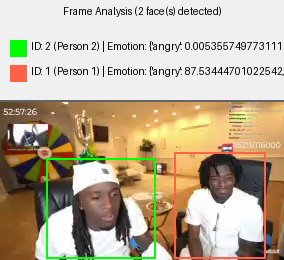 Frame Analysis (2 face(s) detected)
ID: 2 (Person 2) | Emotion: {'angry': 0.005355749773111
ID: 1 (Person 1) | Emotion: {'angry': 87.53444701022542,
52:57:26